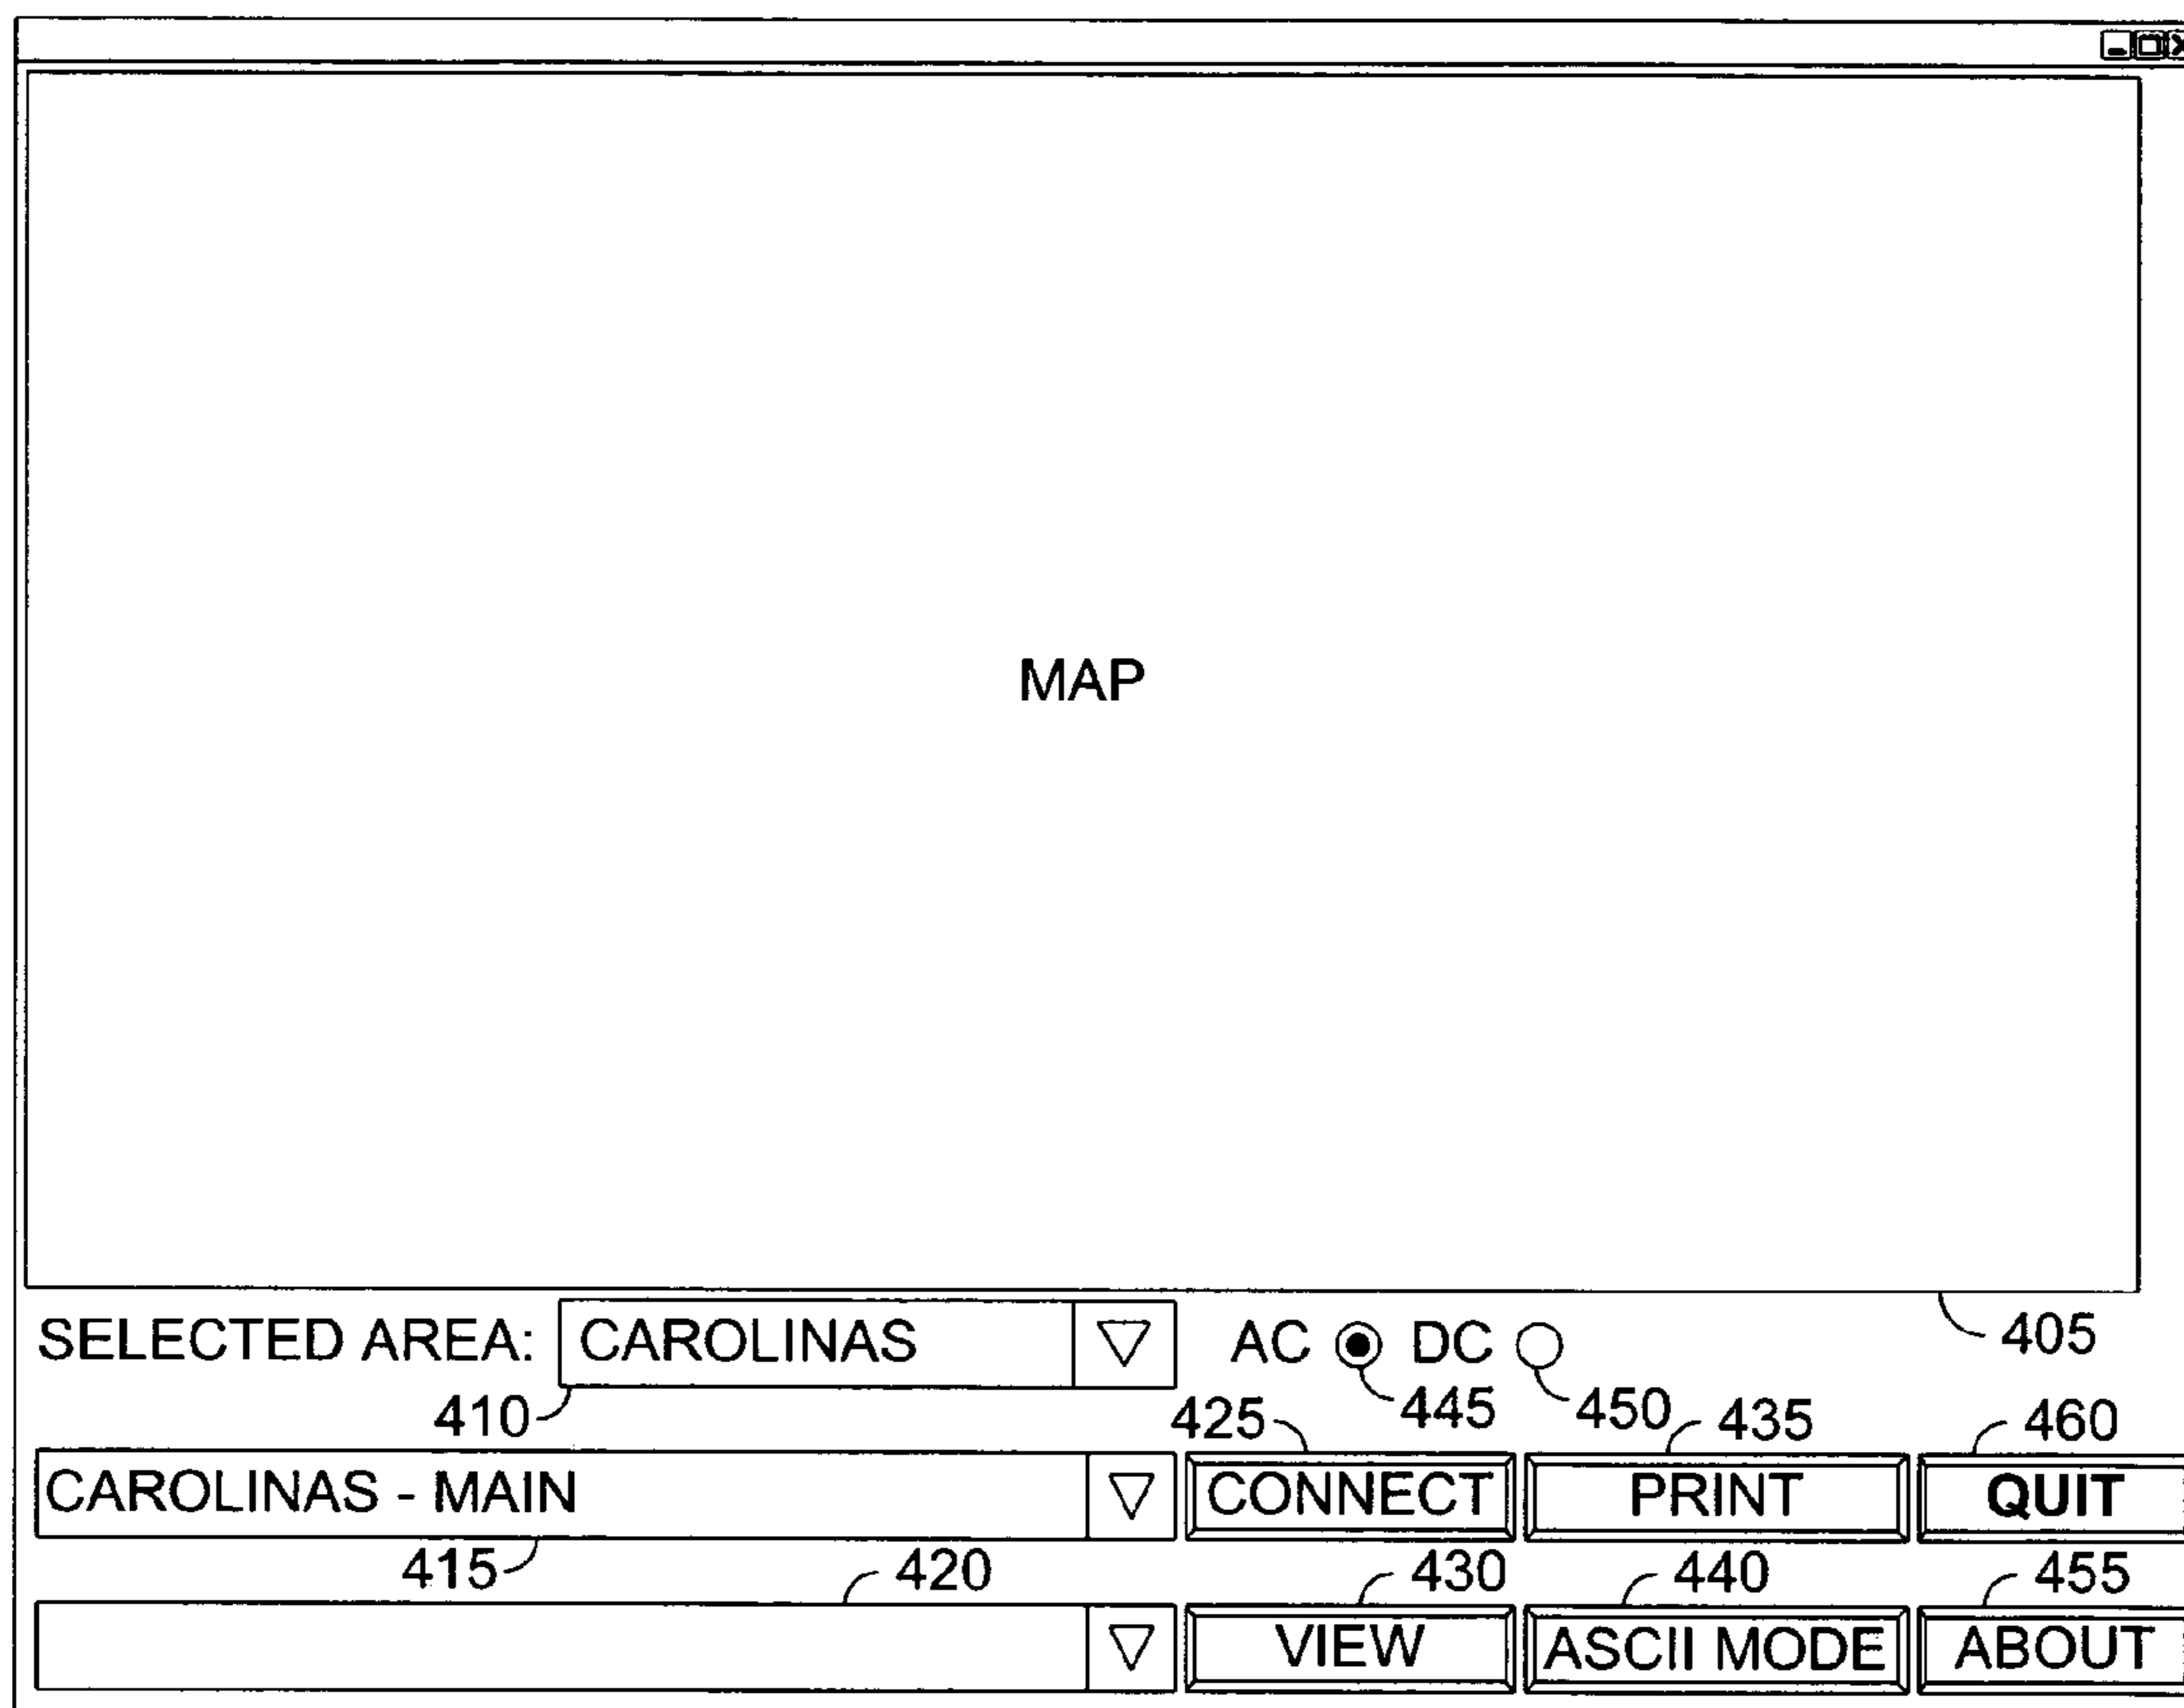 MAP
SELECTED AREA: CAROLINAS AC DC 405
410 425 445 450 435 460
CAROLINAS - MAIN CONNECT PRINT QUIT
415 420 430 440 455
VIEW ASCII MODE ABOUT